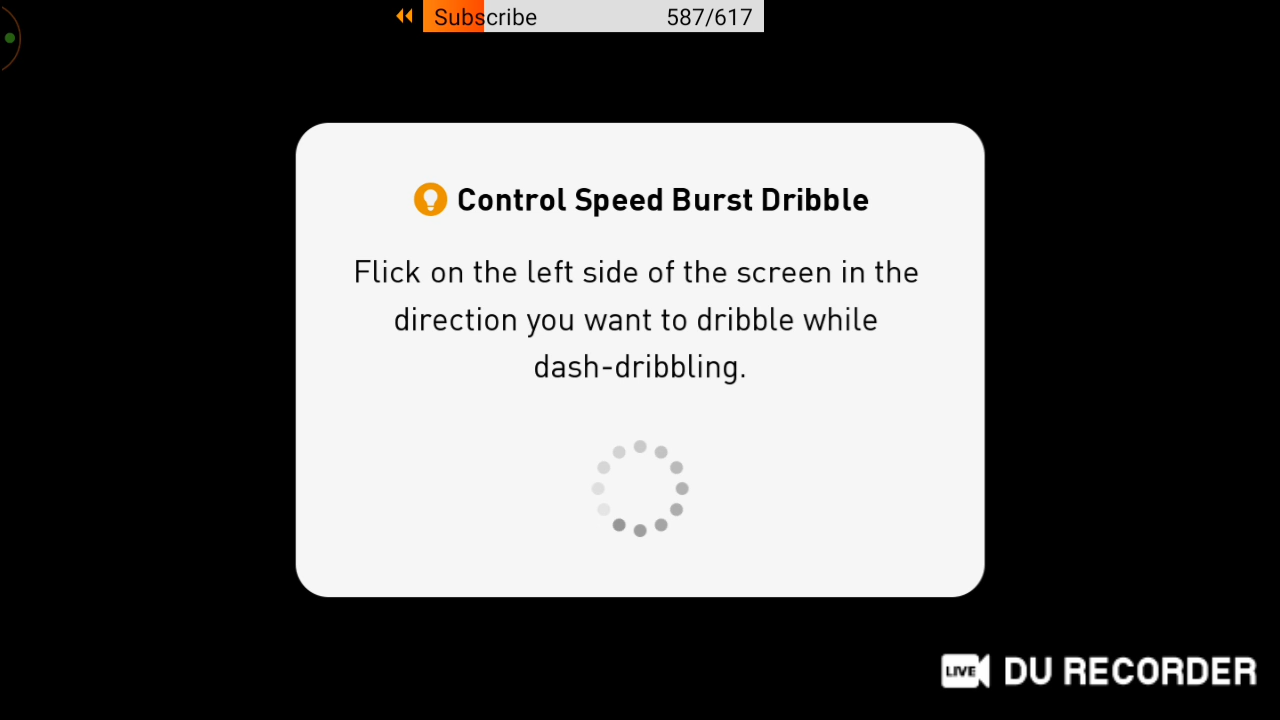 Subscribe 587/617
Control Speed Burst Dribble
Flick on the left side of the screen in the
direction you want to dribble while
dash-dribbling.
LIVE DU RECORDER